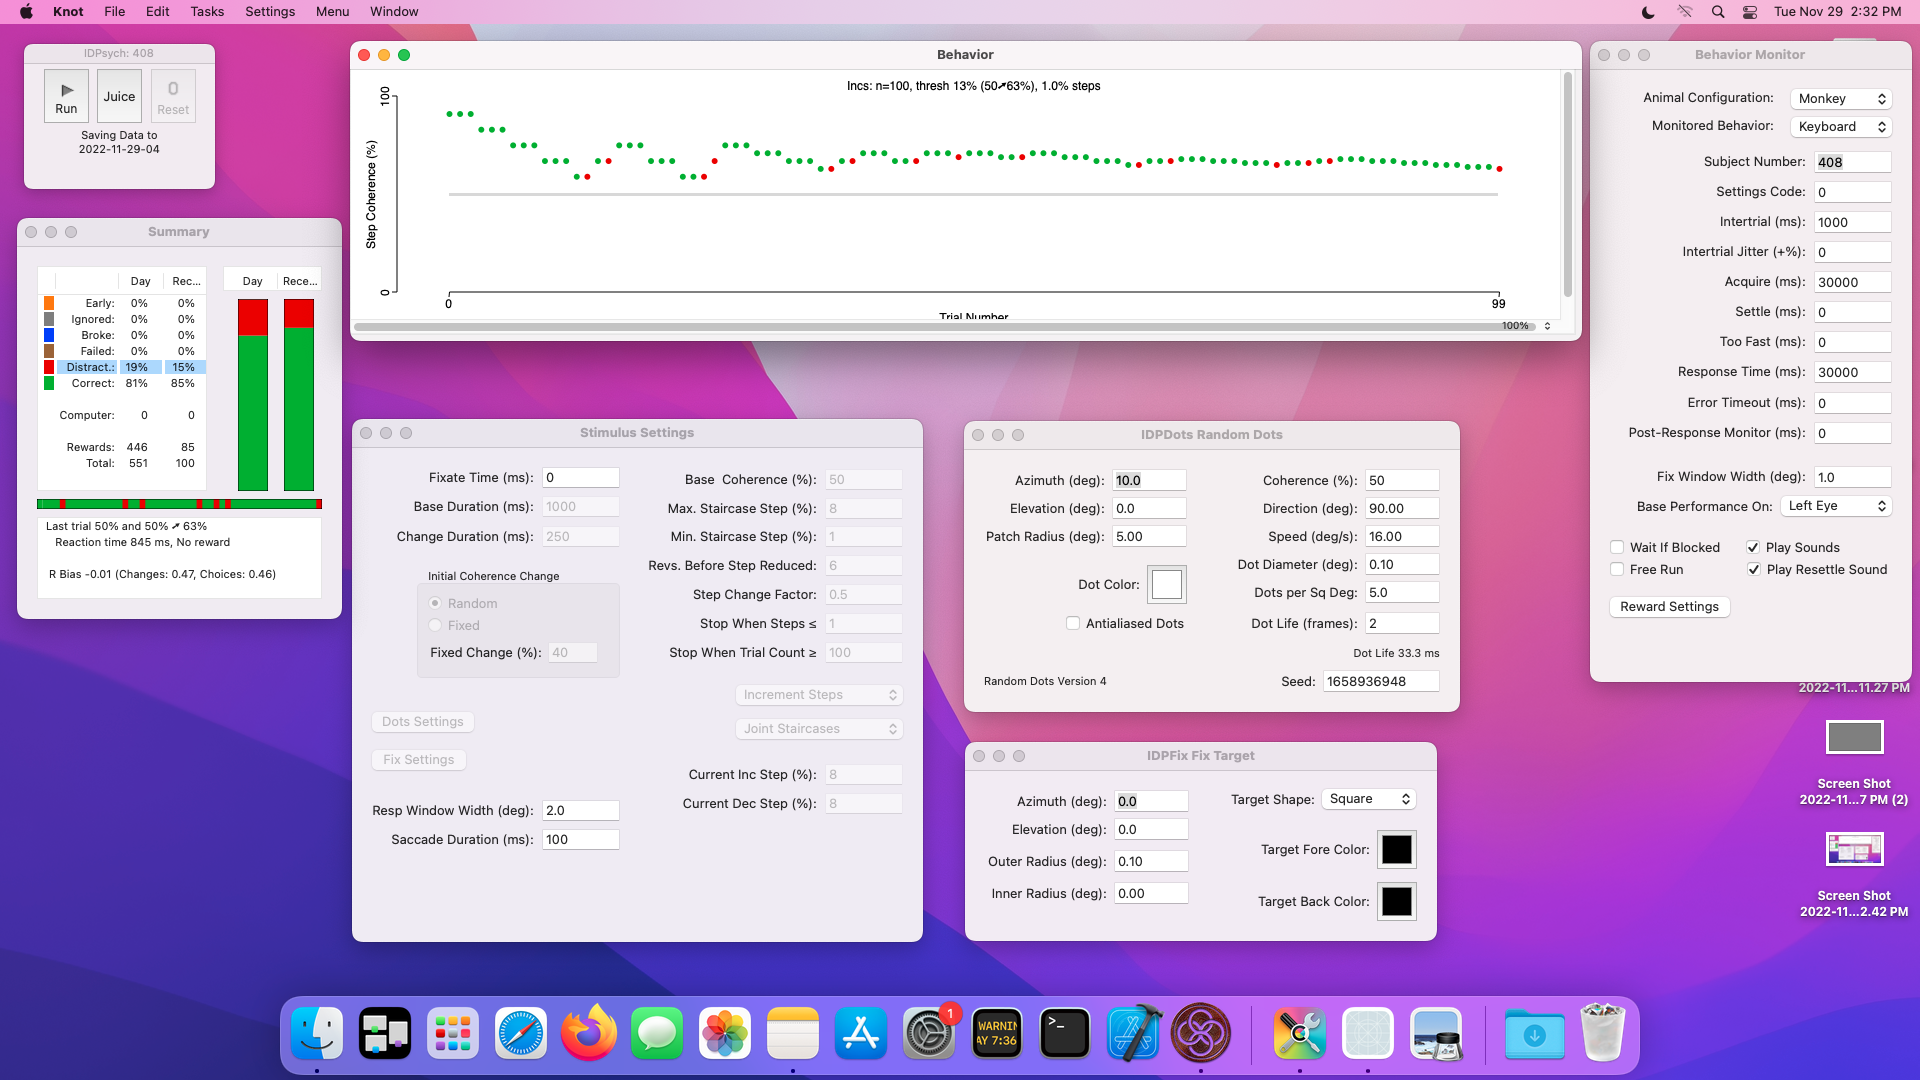 Knot File Edit Tasks Settings Menu Window Tue Nov 29 2:32 PM
IDPsych: 408
Run
Juice
0
Reset
Saving Data to
2022-11-29-04
Summary
Day Rec...
Early: 0% 0%
Ignored: 0% 0%
Broke: 0% 0%
Failed: 0% 0%
Distract.: 19% 15%
Correct: 81% 85%
Computer: 0 0
Rewards: 446 85
Total: 551 100
Day Rece...
Last trial 50% and 50% ↗ 63%
Reaction time 845 ms, No reward
R Bias -0.01 (Changes: 0.47, Choices: 0.46)
Behavior
Incs: n=100, thresh 13% (50↗63%), 1.0% steps
Step Coherence (%)
100
0
0 99
Trial Number
100%
Stimulus Settings
Fixate Time (ms): 0
Base Duration (ms): 1000
Change Duration (ms): 250
Initial Coherence Change
Random
Fixed
Fixed Change (%): 40
Dots Settings
Fix Settings
Resp Window Width (deg): 2.0
Saccade Duration (ms): 100
Base Coherence (%): 50
Max. Staircase Step (%): 8
Min. Staircase Step (%): 1
Revs. Before Step Reduced: 6
Step Change Factor: 0.5
Stop When Steps ≤ 1
Stop When Trial Count ≥ 100
Increment Steps
Joint Staircases
Current Inc Step (%): 8
Current Dec Step (%): 8
IDPDots Random Dots
Azimuth (deg): 10.0
Elevation (deg): 0.0
Patch Radius (deg): 5.00
Dot Color:
Antialiased Dots
Random Dots Version 4
Coherence (%): 50
Direction (deg): 90.00
Speed (deg/s): 16.00
Dot Diameter (deg): 0.10
Dots per Sq Deg: 5.0
Dot Life (frames): 2
Dot Life 33.3 ms
Seed: 1658936948
IDPFix Fix Target
Azimuth (deg): 0.0
Elevation (deg): 0.0
Outer Radius (deg): 0.10
Inner Radius (deg): 0.00
Target Shape: Square
Target Fore Color:
Target Back Color:
Behavior Monitor
Animal Configuration: Monkey
Monitored Behavior: Keyboard
Subject Number: 408
Settings Code: 0
Intertrial (ms): 1000
Intertrial Jitter (+%): 0
Acquire (ms): 30000
Settle (ms): 0
Too Fast (ms): 0
Response Time (ms): 30000
Error Timeout (ms): 0
Post-Response Monitor (ms): 0
Fix Window Width (deg): 1.0
Base Performance On: Left Eye
Wait If Blocked Play Sounds
Free Run Play Resettle Sound
Reward Settings
2022-11...11.27 PM
Screen Shot
2022-11...7 PM (2)
Screen Shot
2022-11...2.42 PM
1
WARNIN
AY 7:36
>_